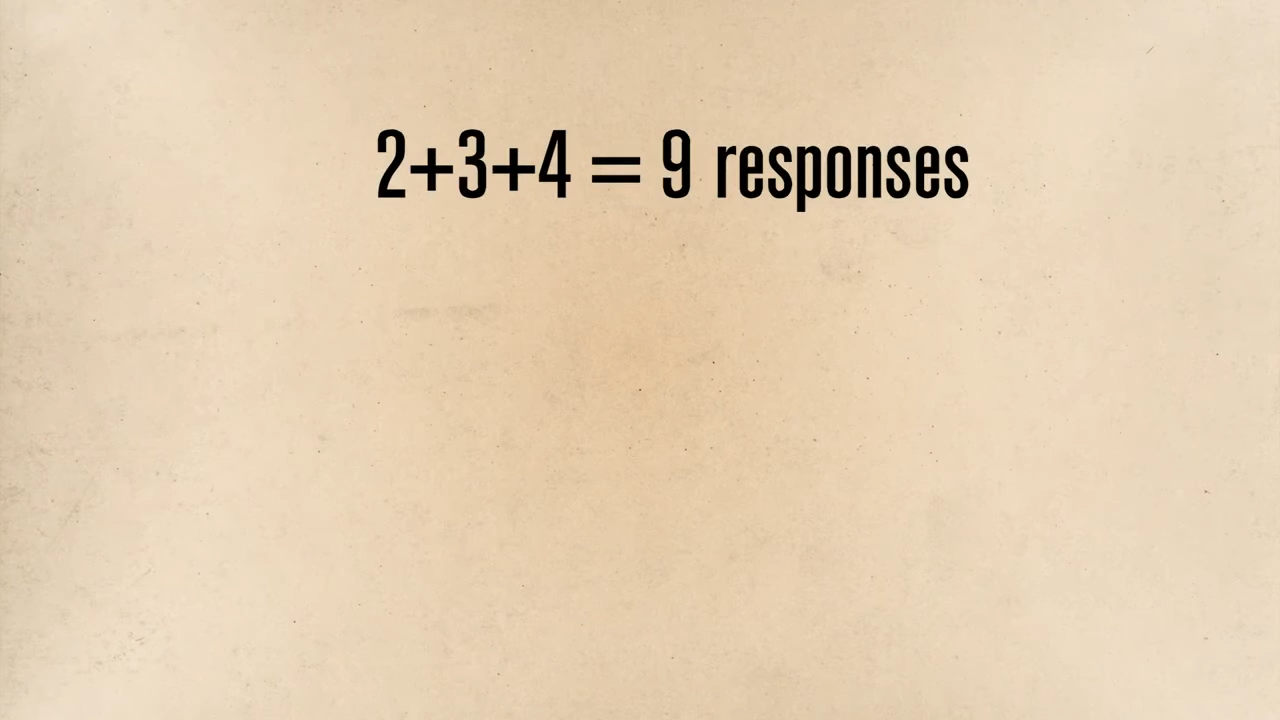 2+3+4 = 9 responses